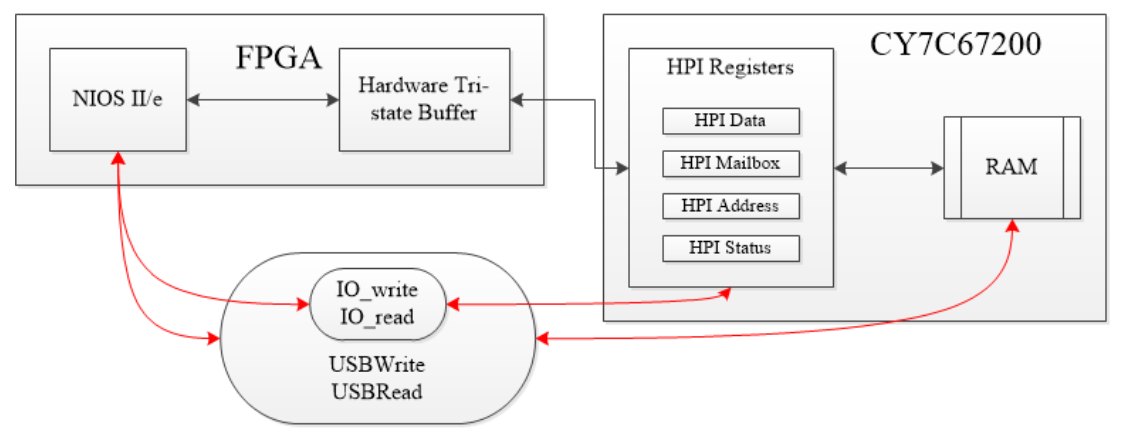 FPGA
NIOS II/e
Hardware Tri-
state Buffer
CY7C67200
HPI Registers
HPI Data
HPI Mailbox
HPI Address
HPI Status
RAM
IO_write
IO_read
USBWrite
USBRead